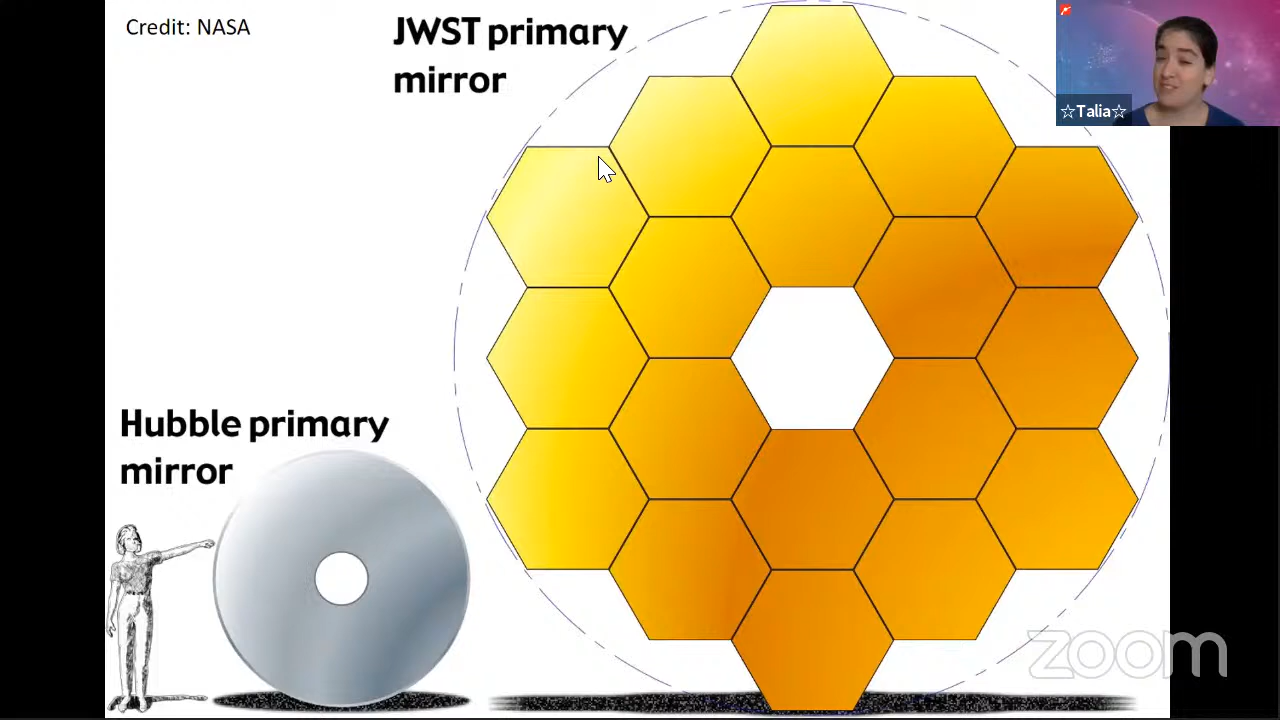 Credit: NASA
JWST primary
mirror
☆Talia☆
Hubble primary
mirror
zoom